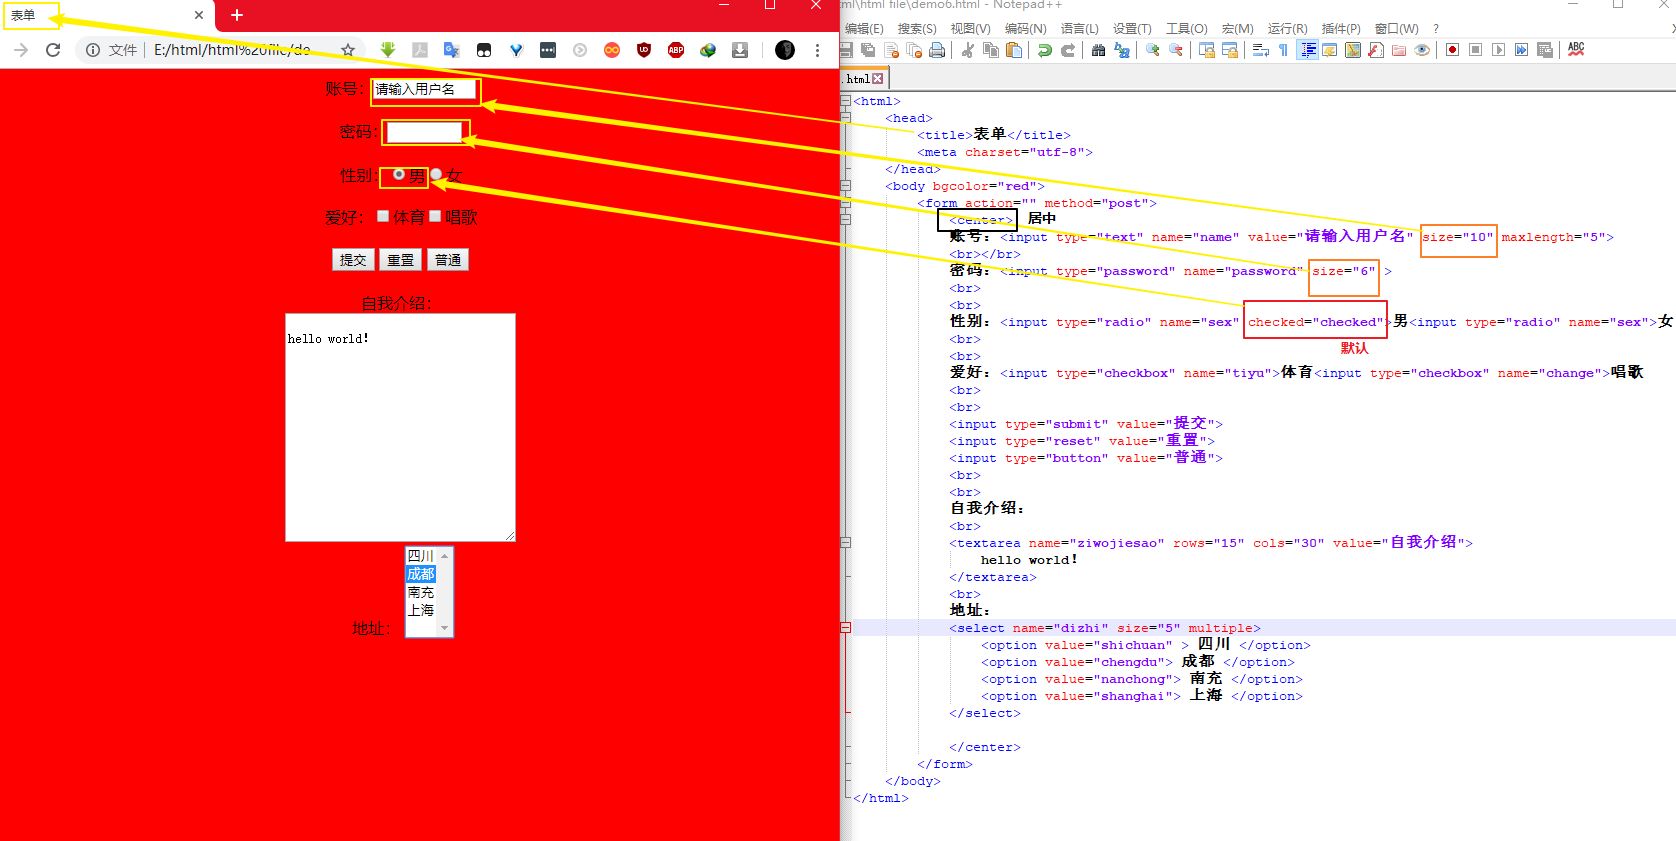 表单
文件 E:/html/html%20file/de
账号： 请输入用户名
密码：
性别： 男 女
爱好： 体育 唱歌
提交 重置 普通
自我介绍：
hello world！
四川
成都
南充
上海
地址：
html\html file\demo6.html - Notepad++
编辑(E) 搜索(S) 视图(V) 编码(N) 语言(L) 设置(T) 工具(O) 宏(M) 运行(R) 插件(P) 窗口(W) ?
.html
<html>
<head>
<title>表单</title>
<meta charset="utf-8">
</head>
<body bgcolor="red">
<form action="" method="post">
<center> 居中
账号：<input type="text" name="name" value="请输入用户名" size="10" maxlength="5">
<br></br>
密码：<input type="password" name="password" size="6" >
<br>
<br>
性别：<input type="radio" name="sex" checked="checked">男<input type="radio" name="sex">女
<br>
默认
<br>
爱好：<input type="checkbox" name="tiyu">体育<input type="checkbox" name="change">唱歌
<br>
<br>
<input type="submit" value="提交">
<input type="reset" value="重置">
<input type="button" value="普通">
<br>
<br>
自我介绍：
<br>
<textarea name="ziwojiesao" rows="15" cols="30" value="自我介绍">
hello world！
</textarea>
<br>
地址：
<select name="dizhi" size="5" multiple>
<option value="shichuan" > 四川 </option>
<option value="chengdu"> 成都 </option>
<option value="nanchong"> 南充 </option>
<option value="shanghai"> 上海 </option>
</select>
</center>
</form>
</body>
</html>